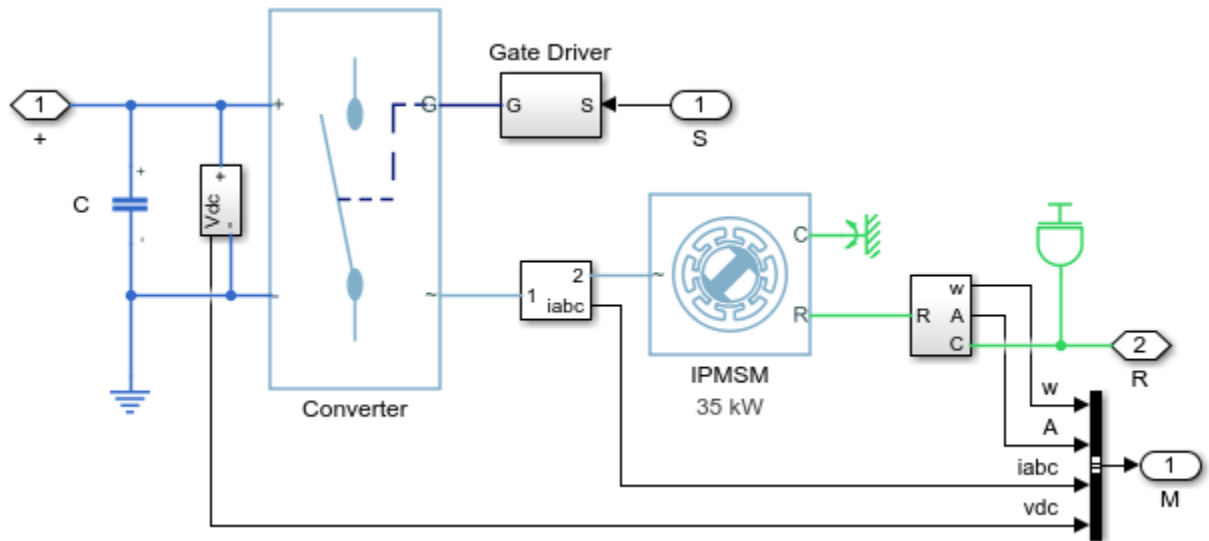 Gate Driver
1
+
+
G
G
S
1
S
+
C
-
+
Vdc
-
C
-
~
1
2
iabc
~
R
R
w
A
C
2
R
Converter
IPMSM
35 kW
w
A
iabc
vdc
1
M